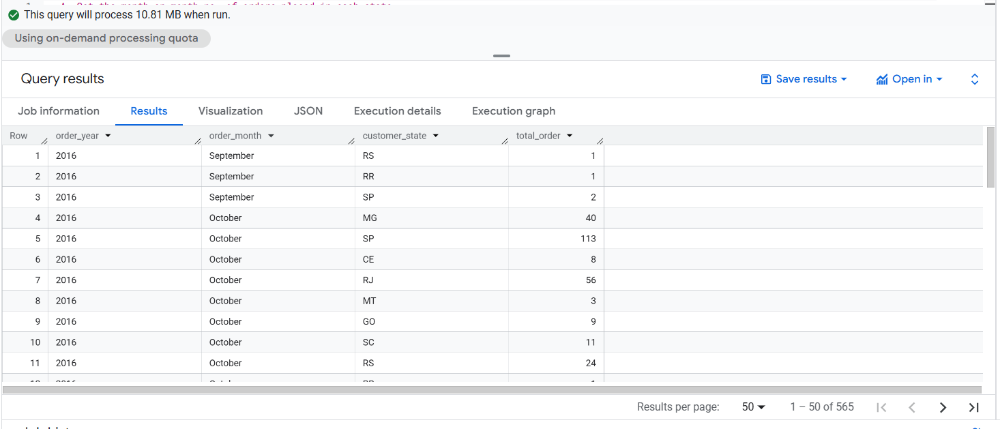 This query will process 10.81 MB when run.
Using on-demand processing quota
Query results
Save results
Open in
Job information Results Visualization JSON Execution details Execution graph
Row order_year order_month customer_state total_order
1 2016 September RS 1
2 2016 September RR 1
3 2016 September SP 2
4 2016 October MG 40
5 2016 October SP 113
6 2016 October CE 8
7 2016 October RJ 56
8 2016 October MT 3
9 2016 October GO 9
10 2016 October SC 11
11 2016 October RS 24
Results per page: 50 1 – 50 of 565